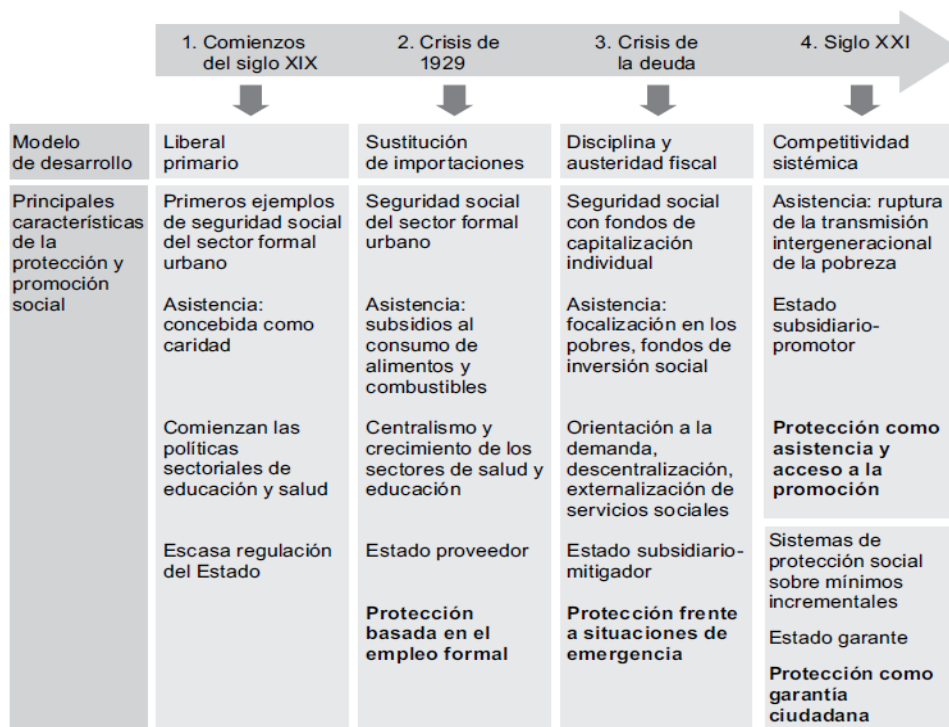 1. Comienzos
del siglo XIX
2. Crisis de
1929
3. Crisis de
la deuda
4. Siglo XXI
Modelo
de desarrollo
Liberal
primario
Sustitución
de importaciones
Disciplina y
austeridad fiscal
Competitividad
sistémica
Principales
características
de la
protección y
promoción
social
Primeros ejemplos
de seguridad social
del sector formal
urbano
Asistencia:
concebida como
caridad
Comienzan las
políticas
sectoriales de
educación y salud
Escasa regulación
del Estado
Seguridad social
del sector formal
urbano
Asistencia:
subsidios al
consumo de
alimentos y
combustibles
Centralismo y
crecimiento de los
sectores de salud y
educación
Estado proveedor
Protección
basada en el
empleo formal
Seguridad social
con fondos de
capitalización
individual
Asistencia:
focalización en los
pobres, fondos de
inversión social
Orientación a la
demanda,
descentralización,
externalización de
servicios sociales
Estado subsidiario-
mitigador
Protección frente
a situaciones de
emergencia
Asistencia: ruptura
de la transmisión
intergeneracional
de la pobreza
Estado
subsidiario-
promotor
Protección como
asistencia y
acceso a la
promoción
Sistemas de
protección social
sobre mínimos
incrementales
Estado garante
Protección como
garantía
ciudadana